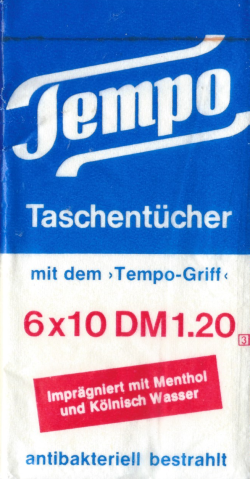 Tempo
Taschentücher
mit dem ›Tempo-Griff‹
6x10 DM 1.20
3
Imprägniert mit Menthol
und Kölnisch Wasser
antibakteriell bestrahlt